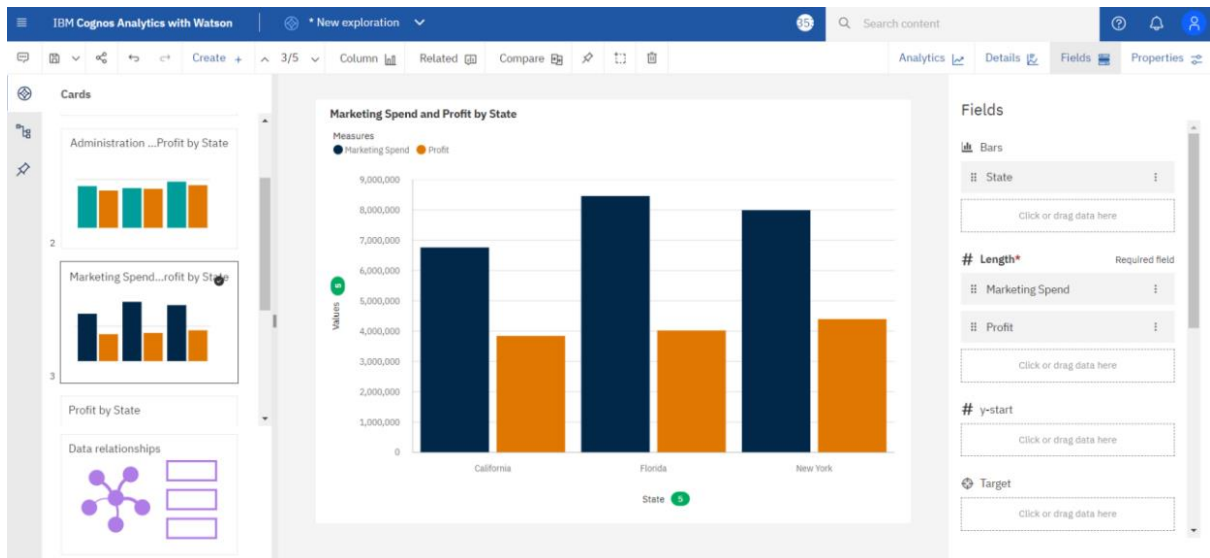 IBM Cognos Analytics with Watson
* New exploration
Search content
Create +
3/5
Column
Related
Compare
Analytics
Details
Fields
Properties
Cards
Administration ...Profit by State
2
Marketing Spend...rofit by State
3
Profit by State
Data relationships
Marketing Spend and Profit by State
Measures
Marketing Spend
Profit
9,000,000
8,000,000
7,000,000
6,000,000
5,000,000
4,000,000
3,000,000
2,000,000
1,000,000
0
Values
5
California
Florida
New York
State 5
Fields
Bars
State
Click or drag data here
# Length*
Required field
Marketing Spend
Profit
Click or drag data here
# y-start
Click or drag data here
Target
Click or drag data here